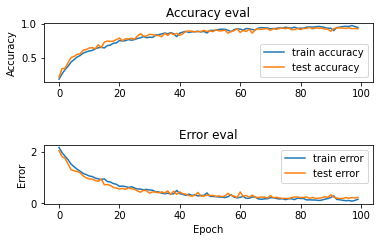 Accuracy eval
1.0
0.5
Accuracy
train accuracy
test accuracy
0
20
40
60
80
100
Error eval
2
0
Error
train error
test error
0
20
40
60
80
100
Epoch